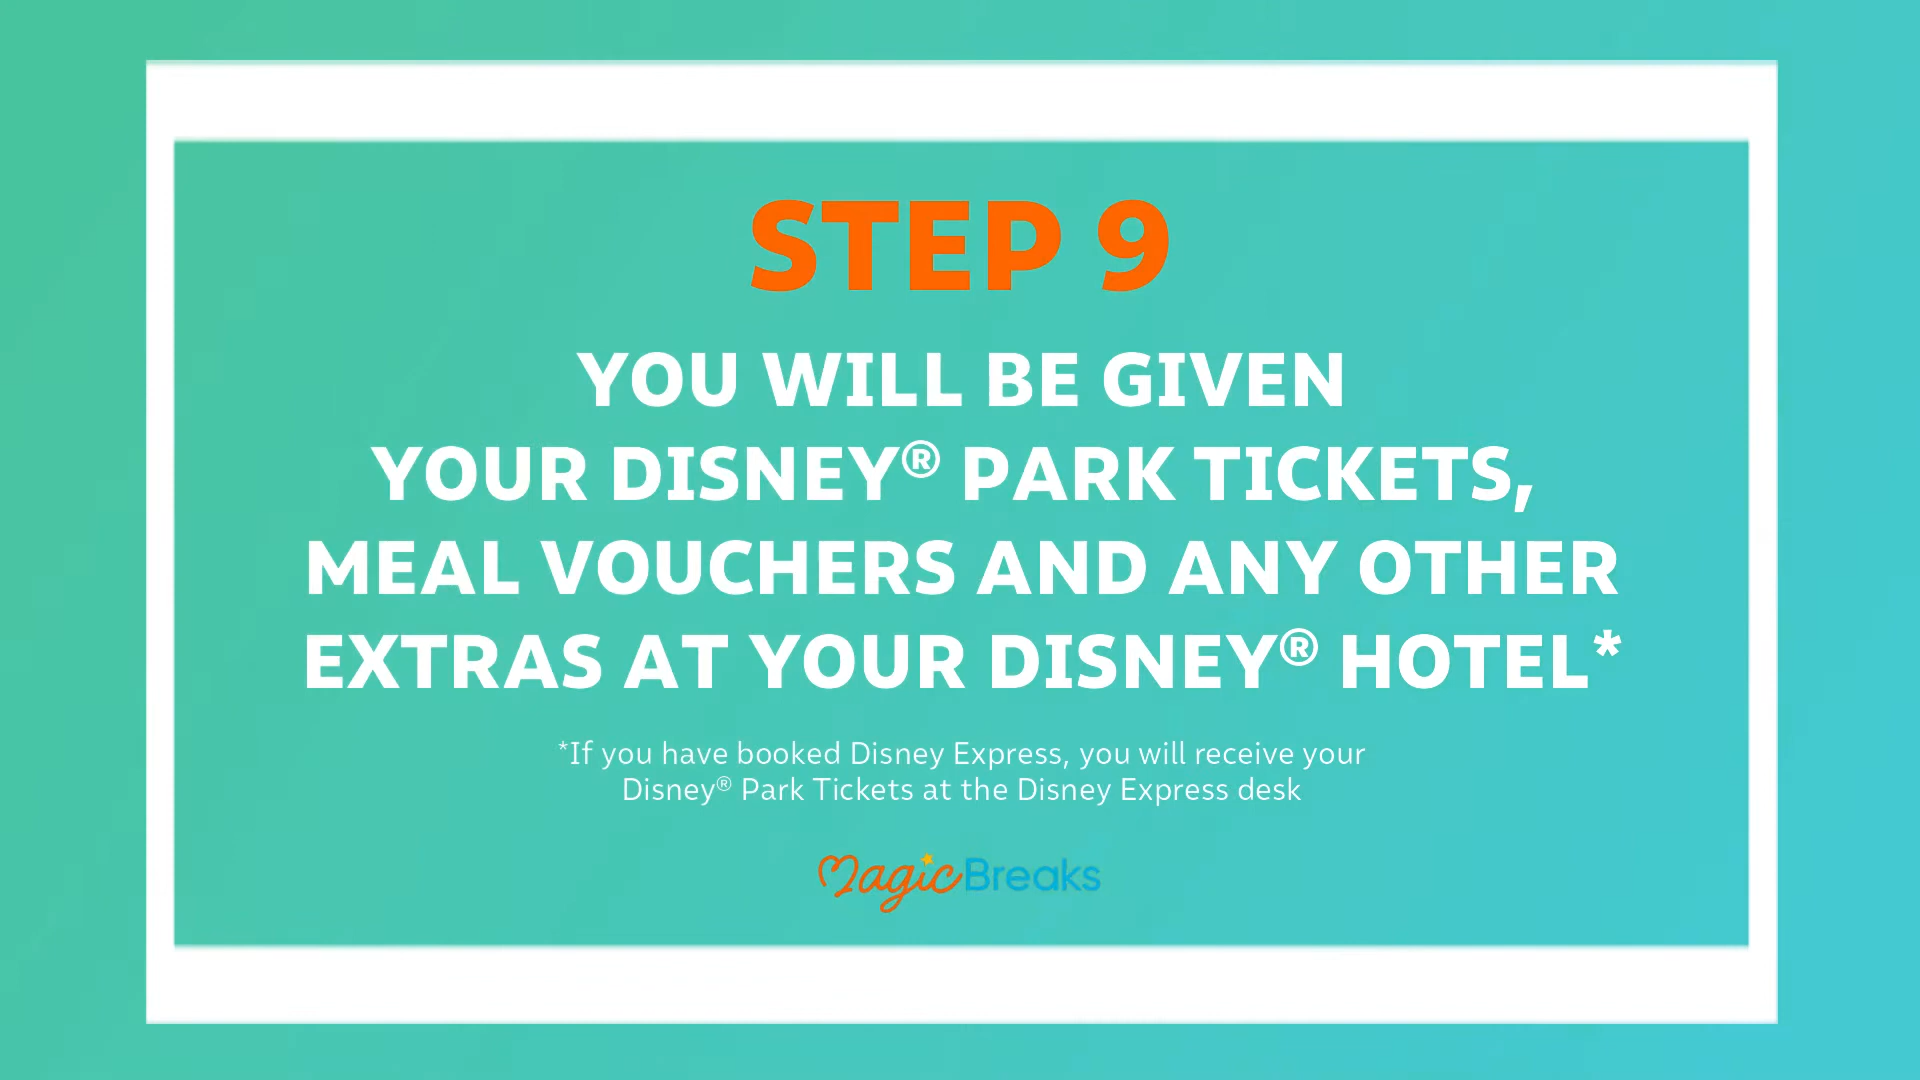 STEP 9
YOU WILL BE GIVEN
YOUR DISNEY® PARK TICKETS,
MEAL VOUCHERS AND ANY OTHER
EXTRAS AT YOUR DISNEY® HOTEL*
*If you have booked Disney Express, you will receive your
Disney® Park Tickets at the Disney Express desk
MagicBreaks